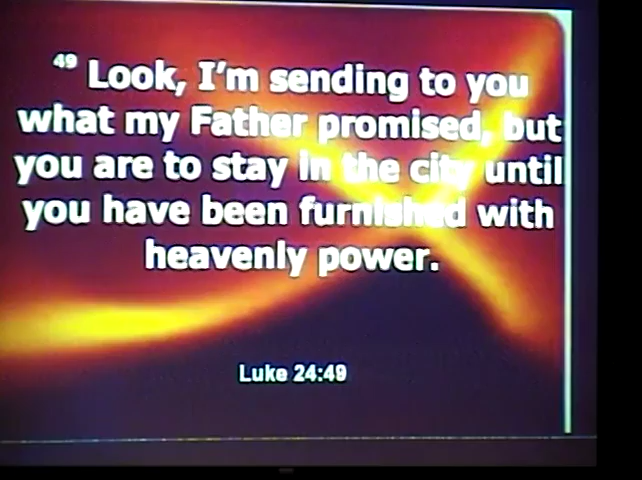 49 Look, I'm sending to you
what my Father promised, but
you are to stay in the city until
you have been furnished with
heavenly power.
Luke 24:49